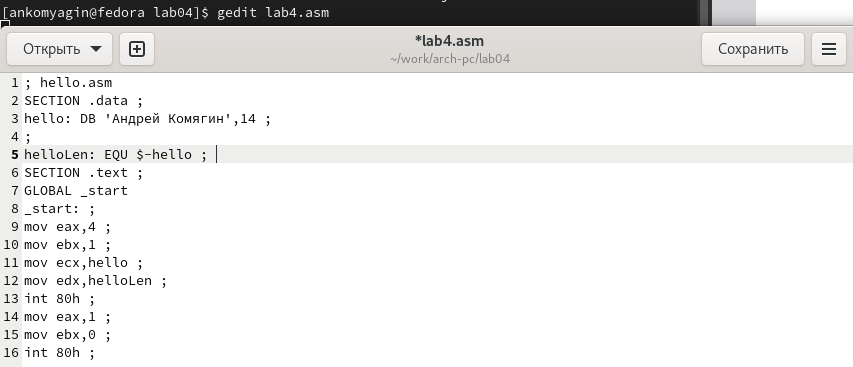 [ankomyagin@fedora lab04]$ gedit lab4.asm
Открыть
*lab4.asm
~/work/arch-pc/lab04
Сохранить
1 ; hello.asm
2 SECTION .data ;
3 hello: DB 'Андрей Комягин',14 ;
4 ;
5 helloLen: EQU $-hello ;
6 SECTION .text ;
7 GLOBAL _start
8 _start: ;
9 mov eax,4 ;
10 mov ebx,1 ;
11 mov ecx,hello ;
12 mov edx,helloLen ;
13 int 80h ;
14 mov eax,1 ;
15 mov ebx,0 ;
16 int 80h ;